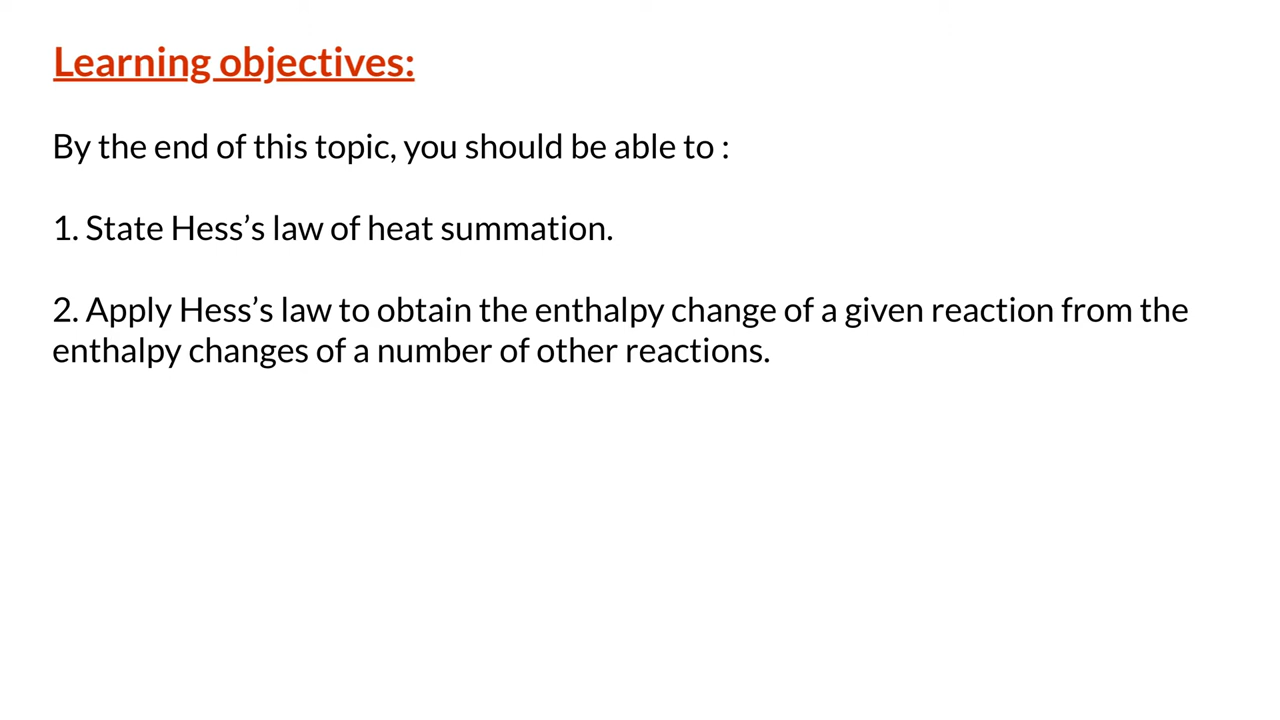 Learning objectives:
By the end of this topic, you should be able to :
1. State Hess’s law of heat summation.
2. Apply Hess’s law to obtain the enthalpy change of a given reaction from the
enthalpy changes of a number of other reactions.